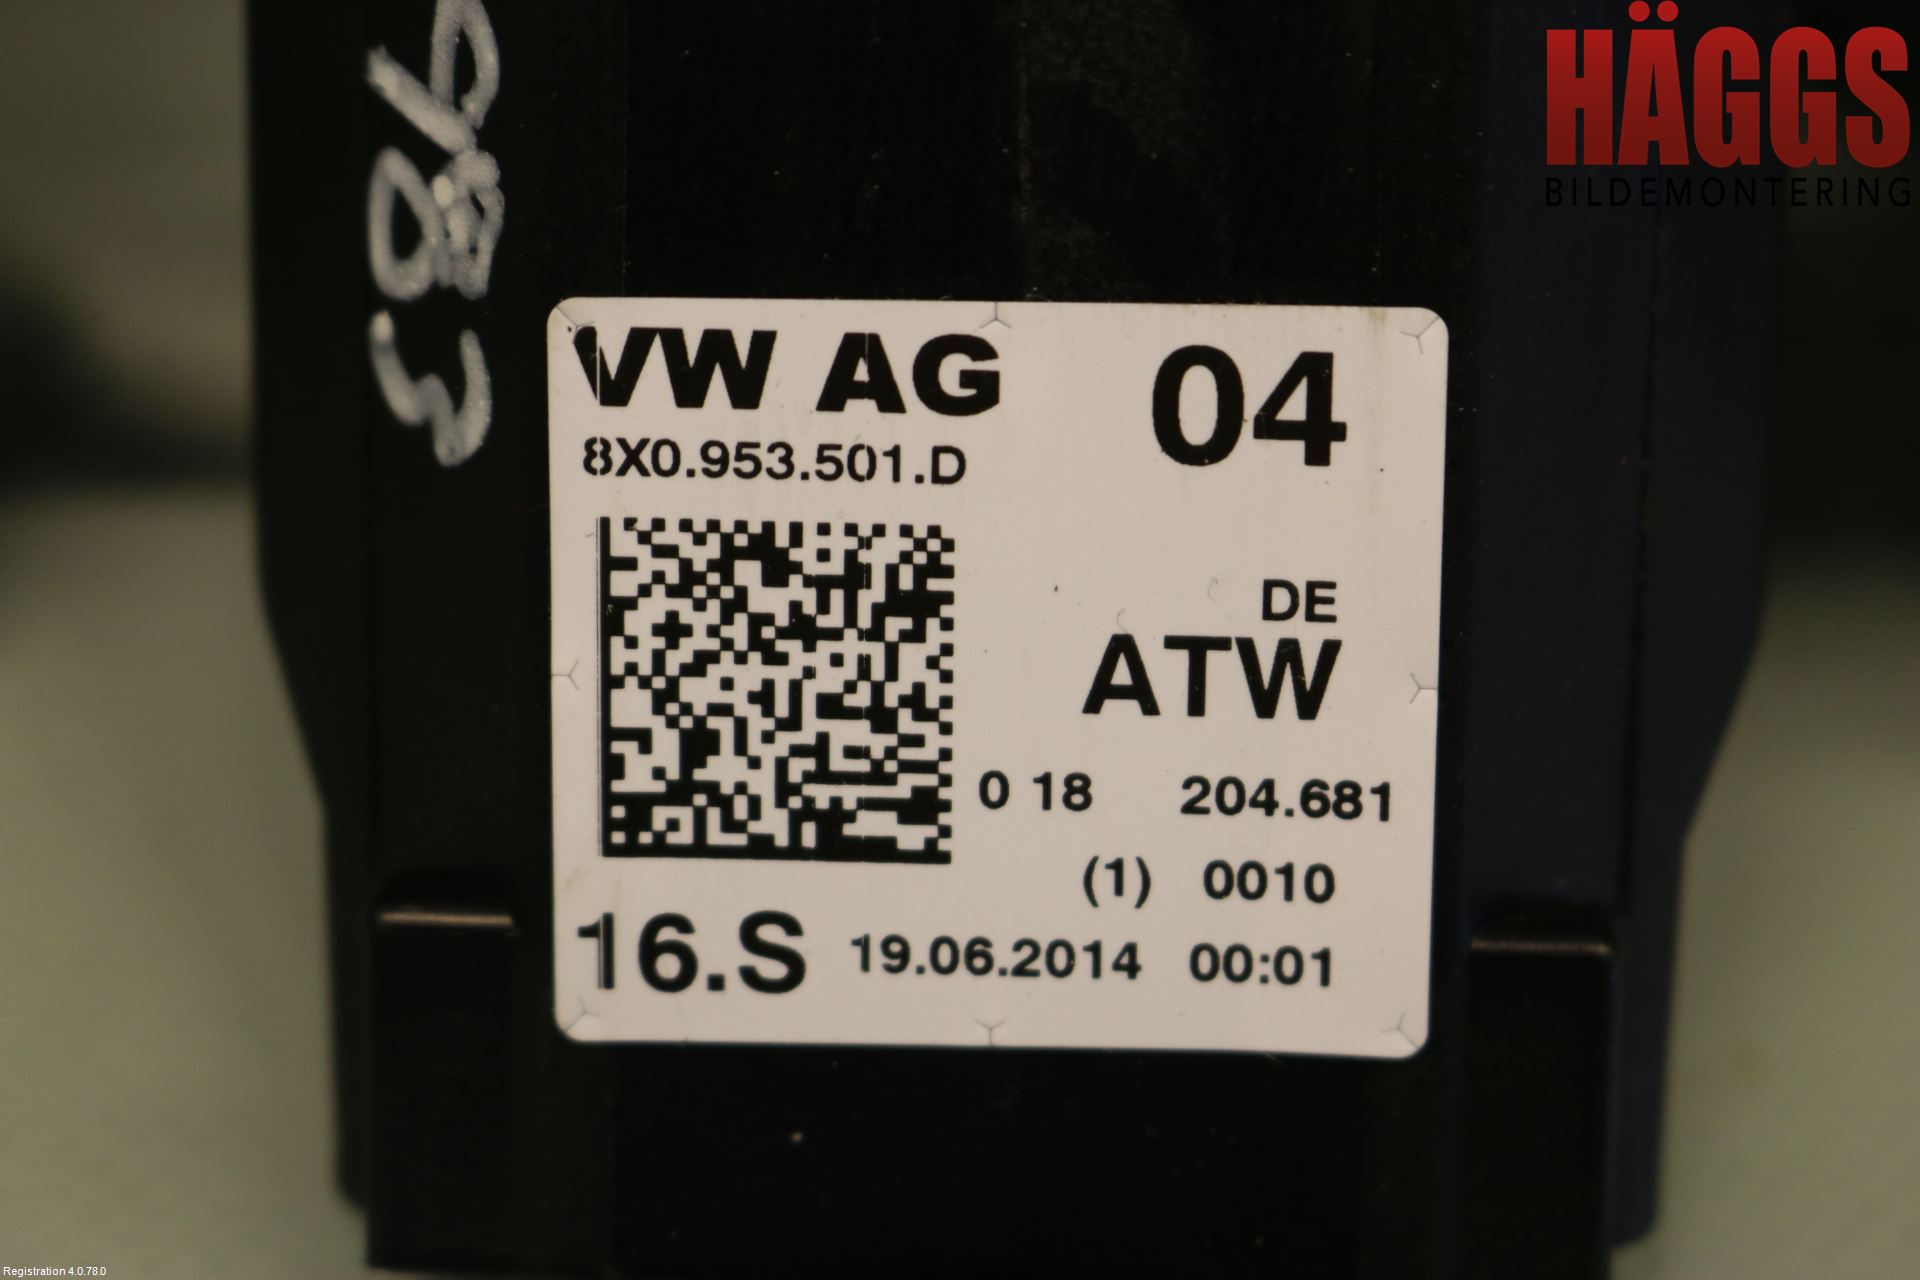 HÄGGS
BILDEMONTERING
VW AG
04
8X0.953.501.D
DE
ATW
0 18 204.681
(1) 0010
16.S 19.06.2014 00:01
Registration 4.0.78.0